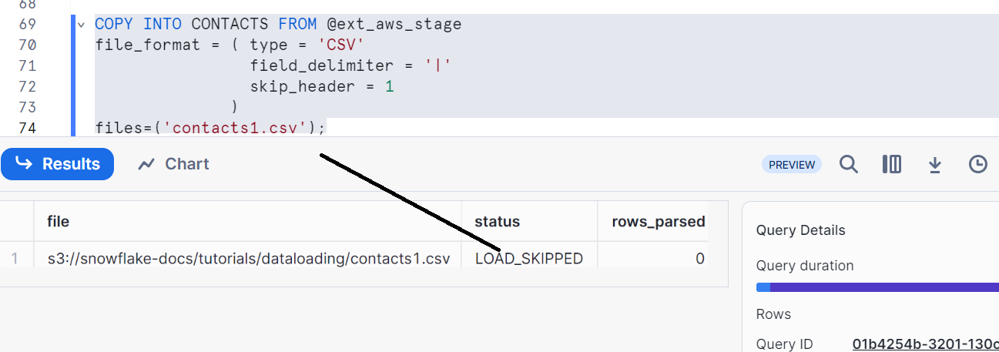 68
69 COPY INTO CONTACTS FROM @ext_aws_stage
70 file_format = ( type = 'CSV'
71 field_delimiter = '|'
72 skip_header = 1
73 )
74 files=('contacts1.csv');
Results Chart PREVIEW
file status rows_parsed
1 s3://snowflake-docs/tutorials/dataloading/contacts1.csv LOAD_SKIPPED 0
Query Details
Query duration
Rows
Query ID 01b4254b-3201-130c